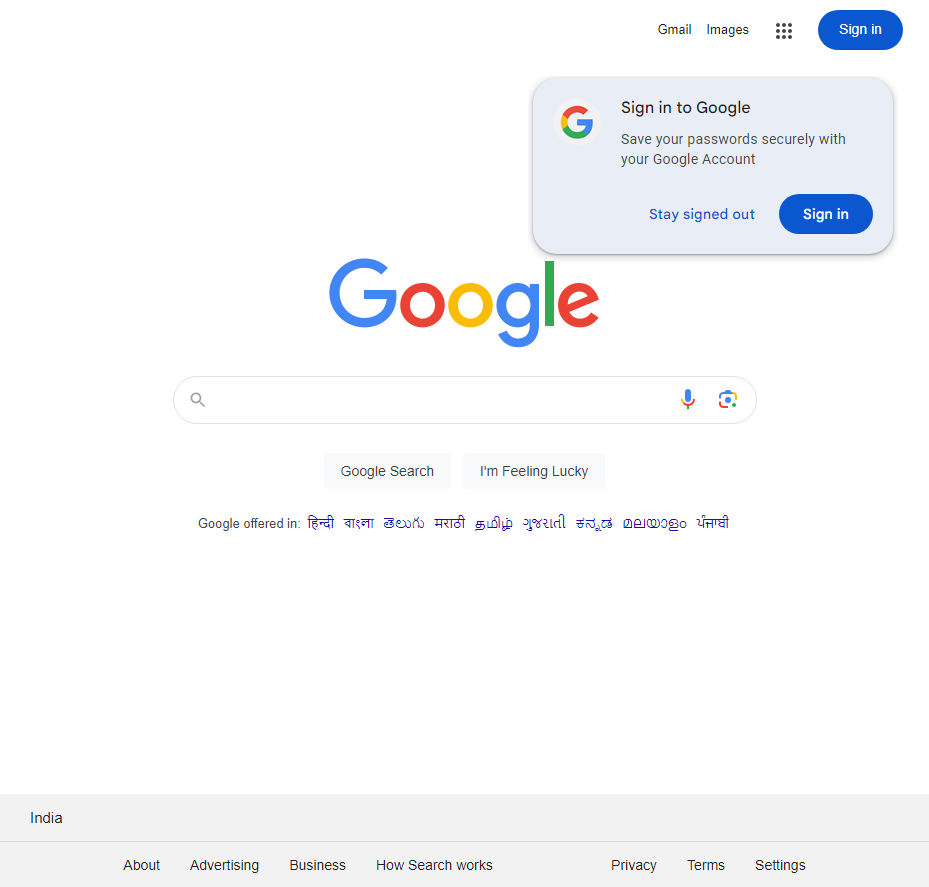 Gmail Images Sign in
Sign in to Google
Save your passwords securely with
your Google Account
Stay signed out Sign in
Google
Google Search I'm Feeling Lucky
Google offered in: हिन्दी বাংলা తెలుగు मराठी தமிழ் ગુજરાતી ಕನ್ನಡ മലയാളം ਪੰਜਾਬੀ
India
About Advertising Business How Search works Privacy Terms Settings